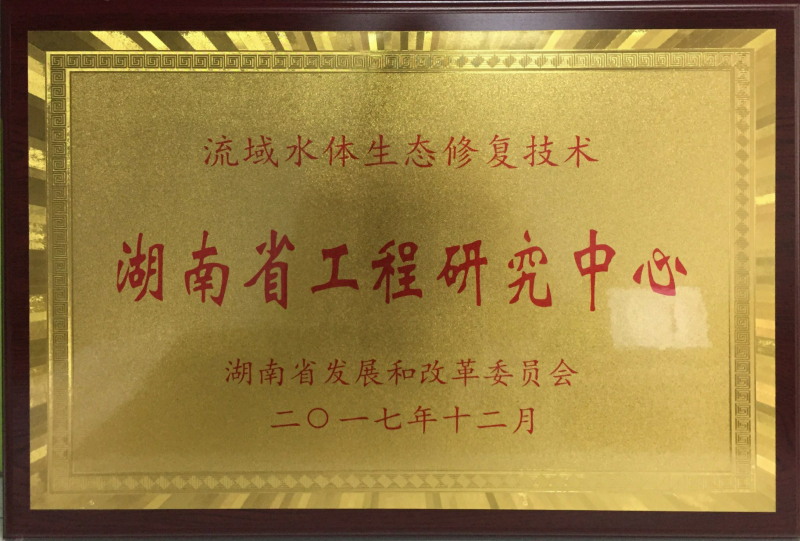 流域水体生态修复技术
湖南省工程研究中心
湖南省发展和改革委员会
二〇一七年十二月